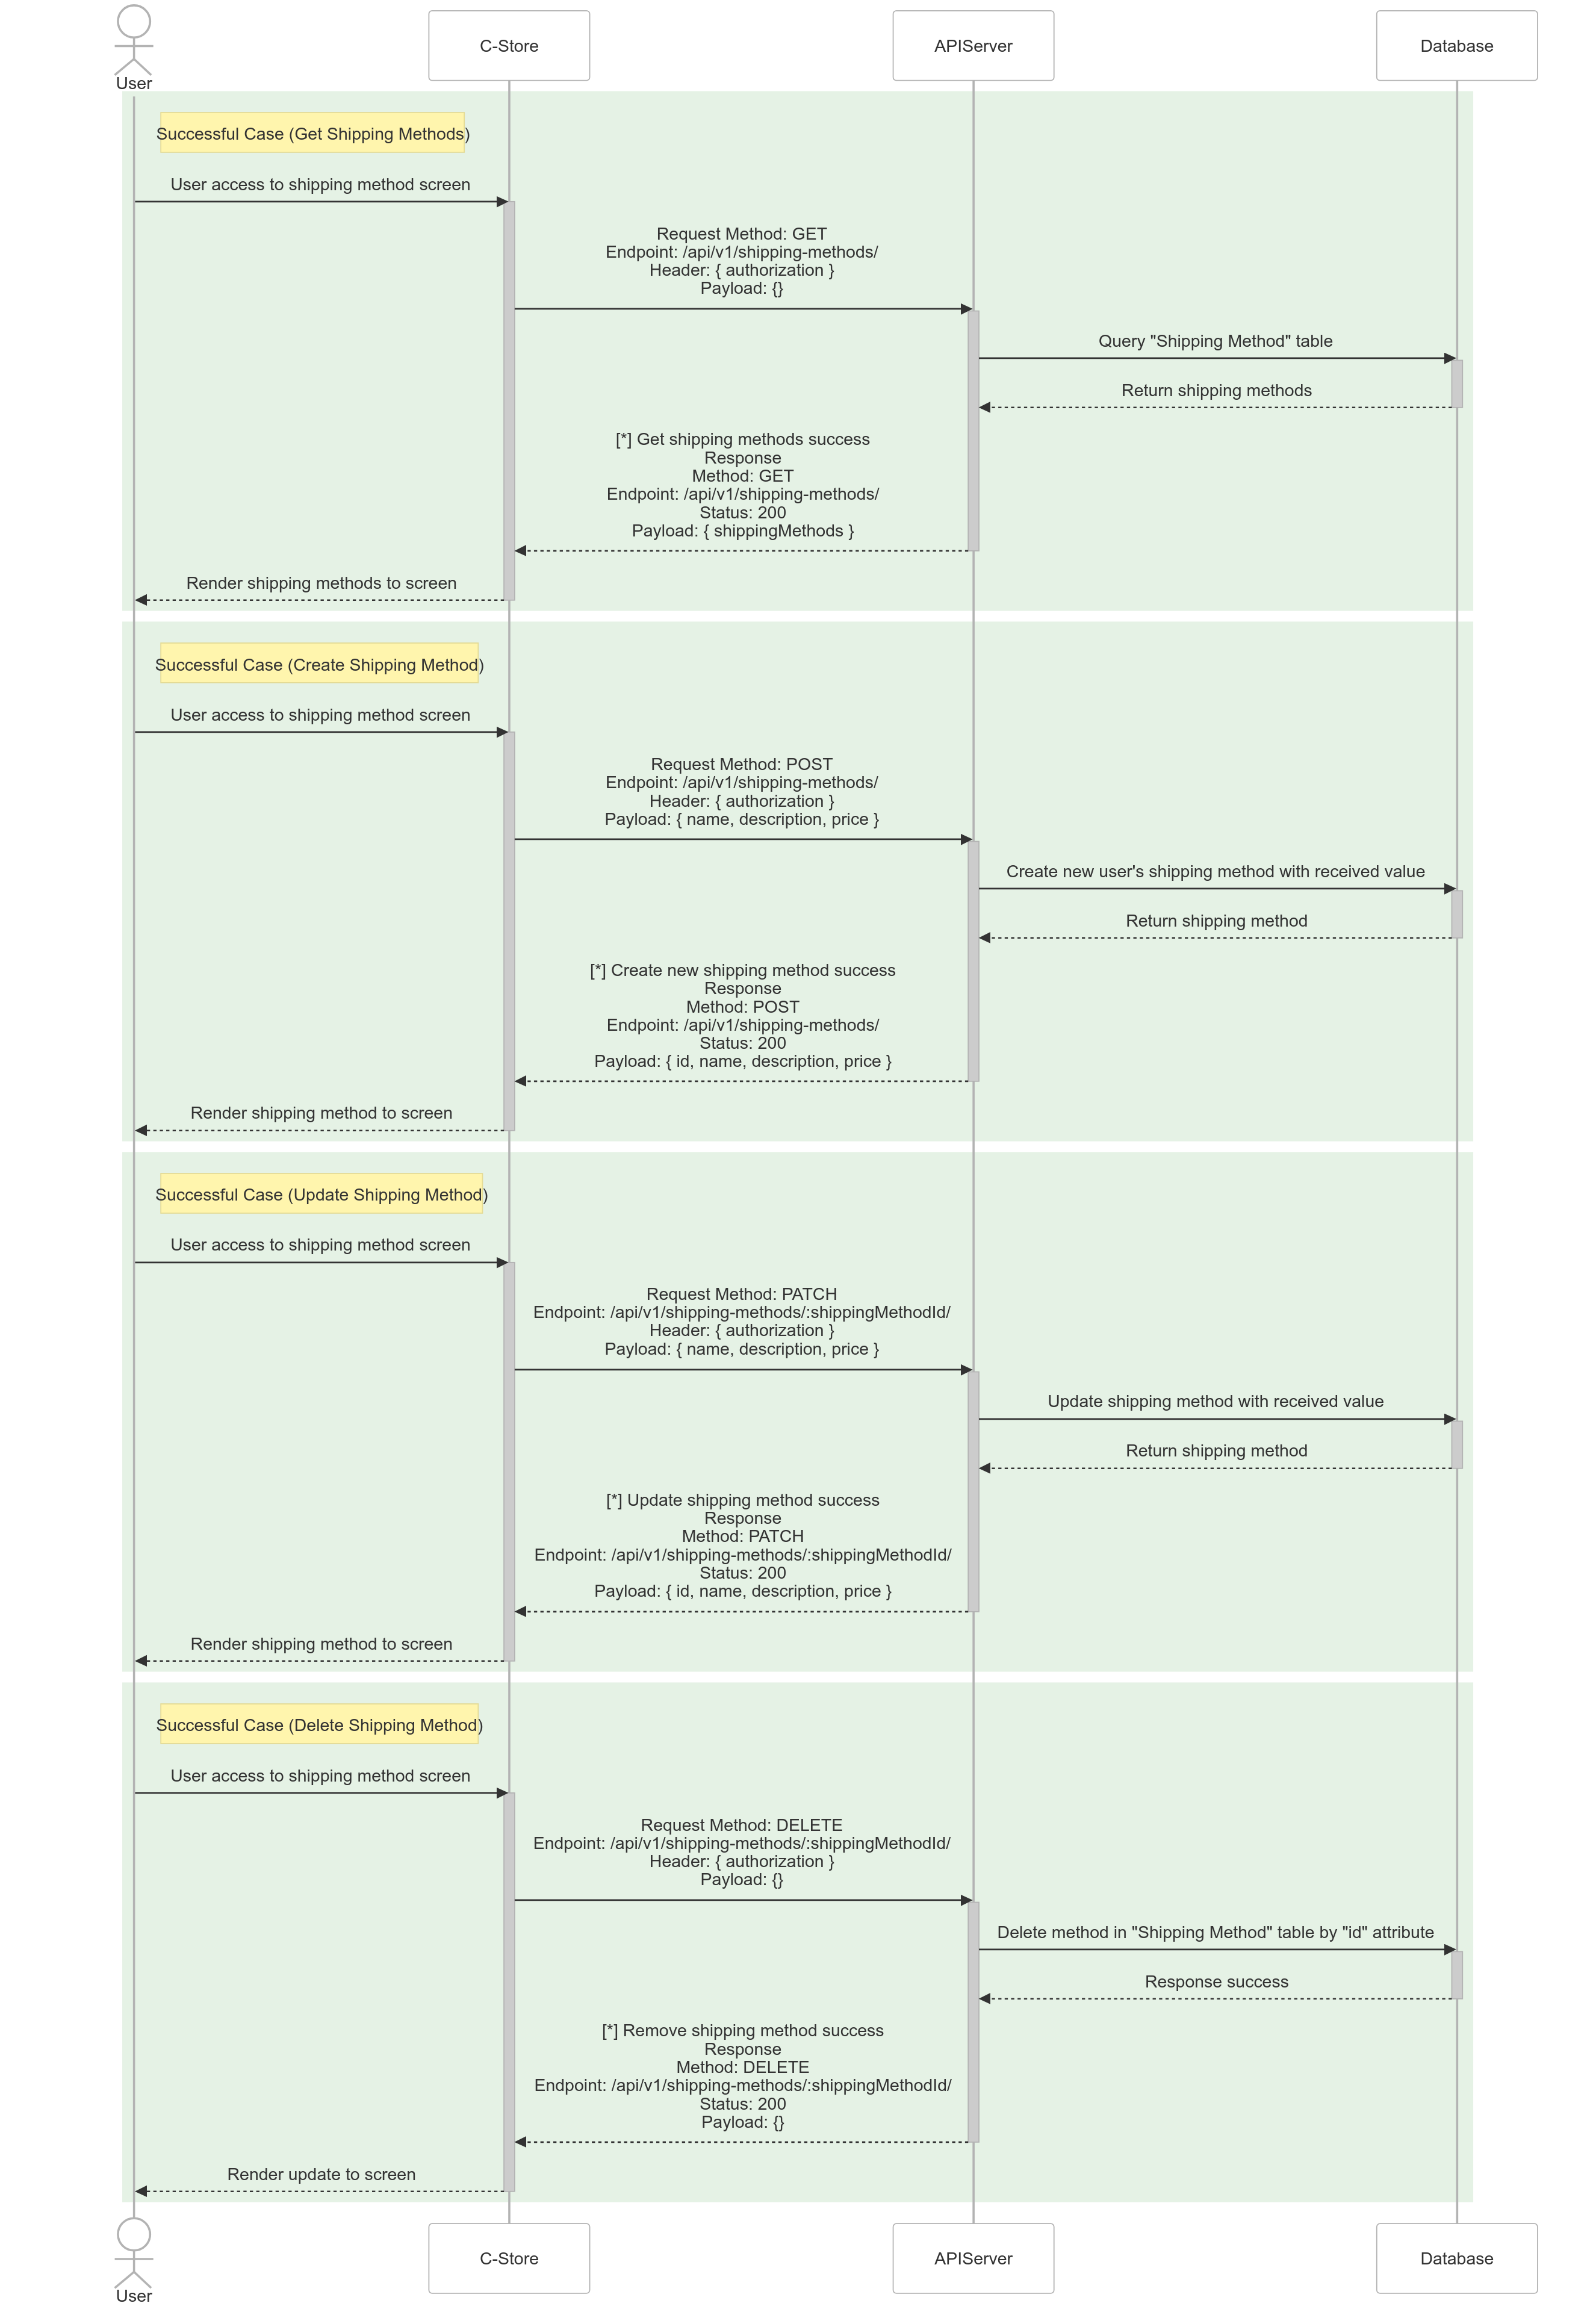 User
C-Store
APIServer
Database
Successful Case (Get Shipping Methods)
User access to shipping method screen
Request Method: GET
Endpoint: /api/v1/shipping-methods/
Header: { authorization }
Payload: {}
Query "Shipping Method" table
Return shipping methods
[*] Get shipping methods success
Response
Method: GET
Endpoint: /api/v1/shipping-methods/
Status: 200
Payload: { shippingMethods }
Render shipping methods to screen
Successful Case (Create Shipping Method)
User access to shipping method screen
Request Method: POST
Endpoint: /api/v1/shipping-methods/
Header: { authorization }
Payload: { name, description, price }
Create new user's shipping method with received value
Return shipping method
[*] Create new shipping method success
Response
Method: POST
Endpoint: /api/v1/shipping-methods/
Status: 200
Payload: { id, name, description, price }
Render shipping method to screen
Successful Case (Update Shipping Method)
User access to shipping method screen
Request Method: PATCH
Endpoint: /api/v1/shipping-methods/:shippingMethodId/
Header: { authorization }
Payload: { name, description, price }
Update shipping method with received value
Return shipping method
[*] Update shipping method success
Response
Method: PATCH
Endpoint: /api/v1/shipping-methods/:shippingMethodId/
Status: 200
Payload: { id, name, description, price }
Render shipping method to screen
Successful Case (Delete Shipping Method)
User access to shipping method screen
Request Method: DELETE
Endpoint: /api/v1/shipping-methods/:shippingMethodId/
Header: { authorization }
Payload: {}
Delete method in "Shipping Method" table by "id" attribute
Response success
[*] Remove shipping method success
Response
Method: DELETE
Endpoint: /api/v1/shipping-methods/:shippingMethodId/
Status: 200
Payload: {}
Render update to screen
User
C-Store
APIServer
Database